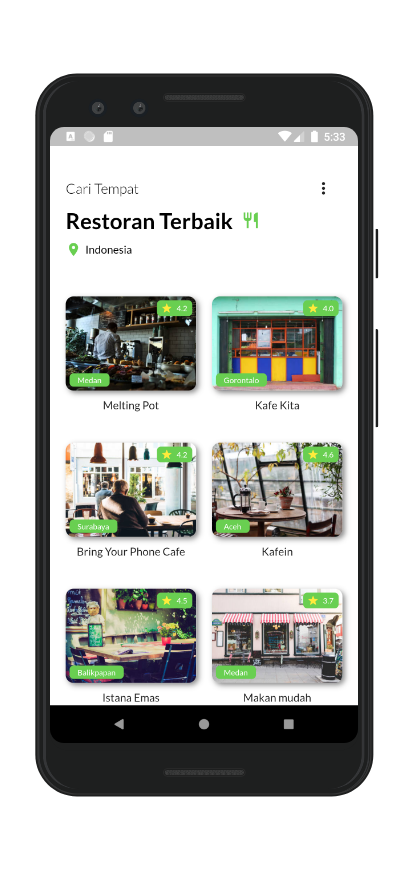 5:33
Cari Tempat
Restoran Terbaik
Indonesia
4.2
Medan
Melting Pot
4.0
Gorontalo
Kafe Kita
4.2
Surabaya
Bring Your Phone Cafe
4.6
Aceh
Kafein
4.5
Balikpapan
Istana Emas
3.7
Medan
Makan mudah